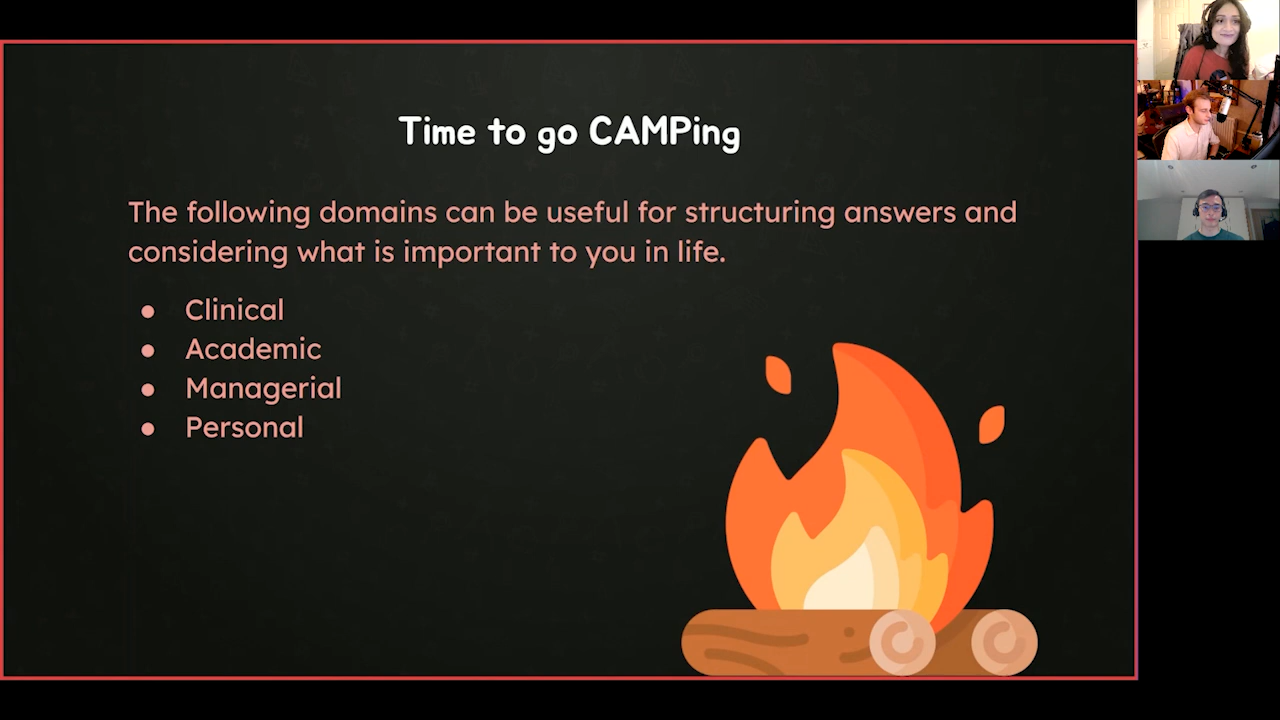 Time to go CAMPing
The following domains can be useful for structuring answers and
considering what is important to you in life.
● Clinical
● Academic
● Managerial
● Personal